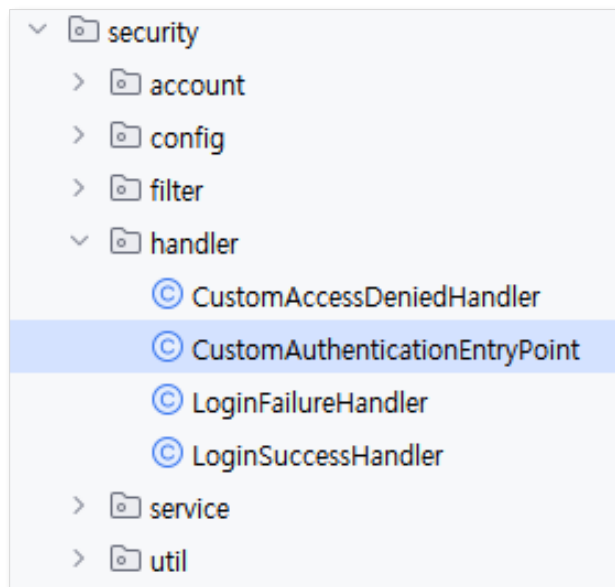 security
account
config
filter
handler
CustomAccessDeniedHandler
CustomAuthenticationEntryPoint
LoginFailureHandler
LoginSuccessHandler
service
util